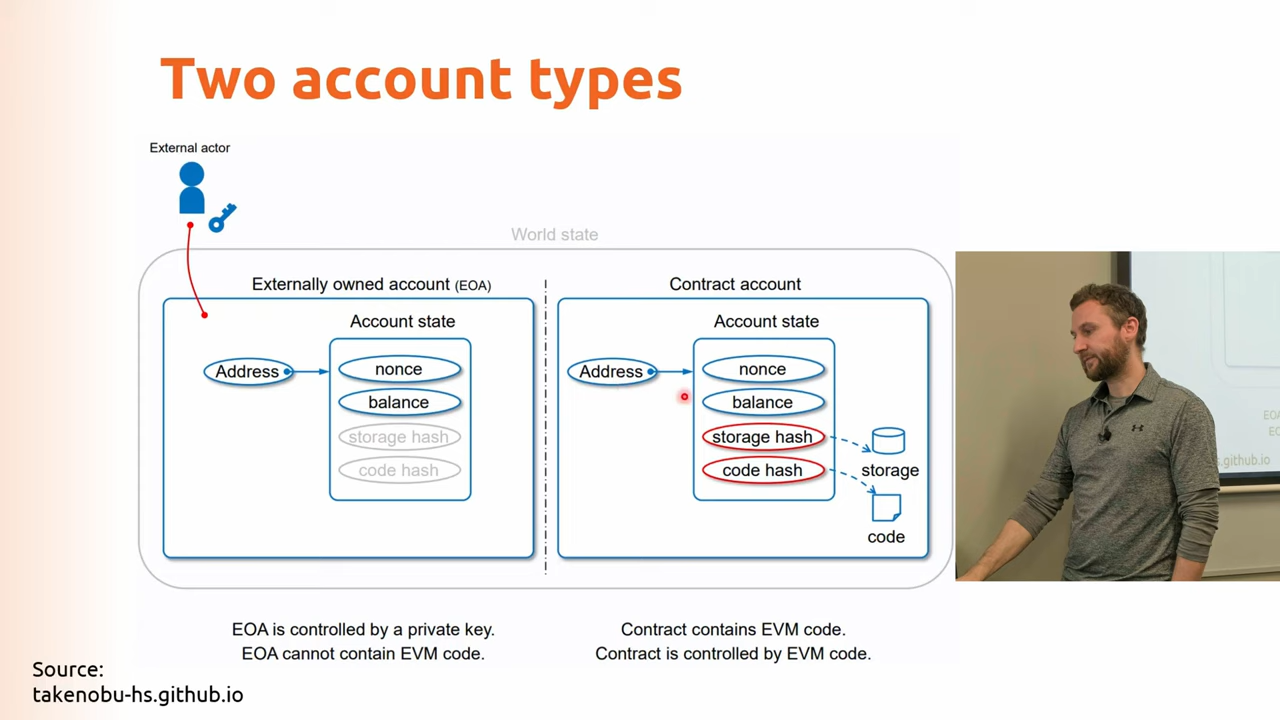 Two account types
External actor
World state
Externally owned account (EOA)
Account state
Address
nonce
balance
storage hash
code hash
Contract account
Account state
Address
nonce
balance
storage hash
code hash
storage
code
EOA is controlled by a private key.
EOA cannot contain EVM code.
Contract contains EVM code.
Contract is controlled by EVM code.
Source:
takenobu-hs.github.io
s.github.io